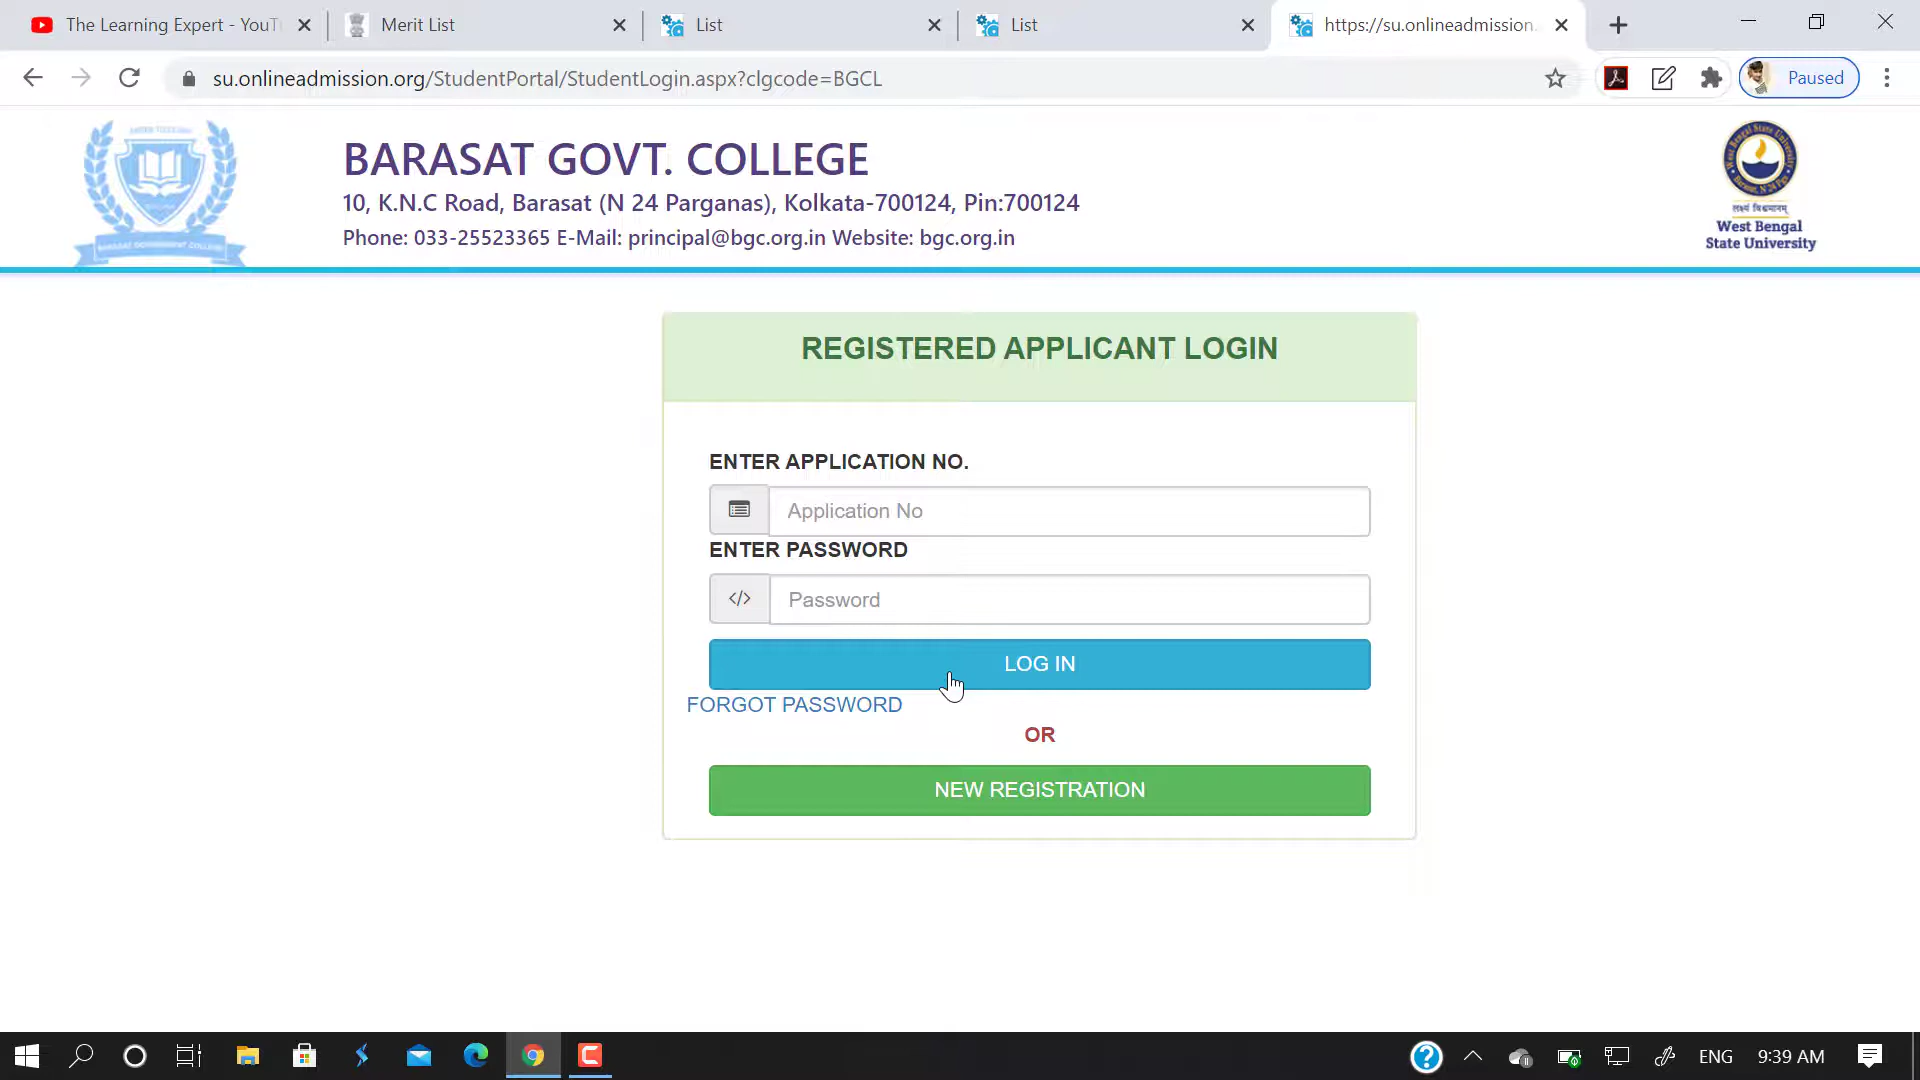 The Learning Expert - YouT
Merit List
List
List
https://su.onlineadmission.
su.onlineadmission.org/StudentPortal/StudentLogin.aspx?clgcode=BGCL
Paused
BARASAT GOVT. COLLEGE
10, K.N.C Road, Barasat (N 24 Parganas), Kolkata-700124, Pin:700124
Phone: 033-25523365 E-Mail: principal@bgc.org.in Website: bgc.org.in
BARASAT GOVERNMENT COLLEGE
West Bengal
State University
REGISTERED APPLICANT LOGIN
ENTER APPLICATION NO.
Application No
ENTER PASSWORD
Password
LOG IN
FORGOT PASSWORD
OR
NEW REGISTRATION
ENG
9:39 AM